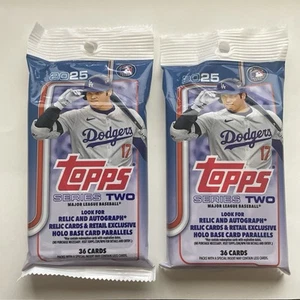 2025
Dodgers
17
topps
SERIES TWO
MAJOR LEAGUE BASEBALL®
LOOK FOR
RELIC AND AUTOGRAPH*
RELIC CARDS & RETAIL EXCLUSIVE
HOLO BASE CARD PARALLELS
36 CARDS
2025
Dodgers
17
topps
SERIES TWO
MAJOR LEAGUE BASEBALL®
LOOK FOR
RELIC AND AUTOGRAPH*
RELIC CARDS & RETAIL EXCLUSIVE
HOLO BASE CARD PARALLELS
36 CARDS